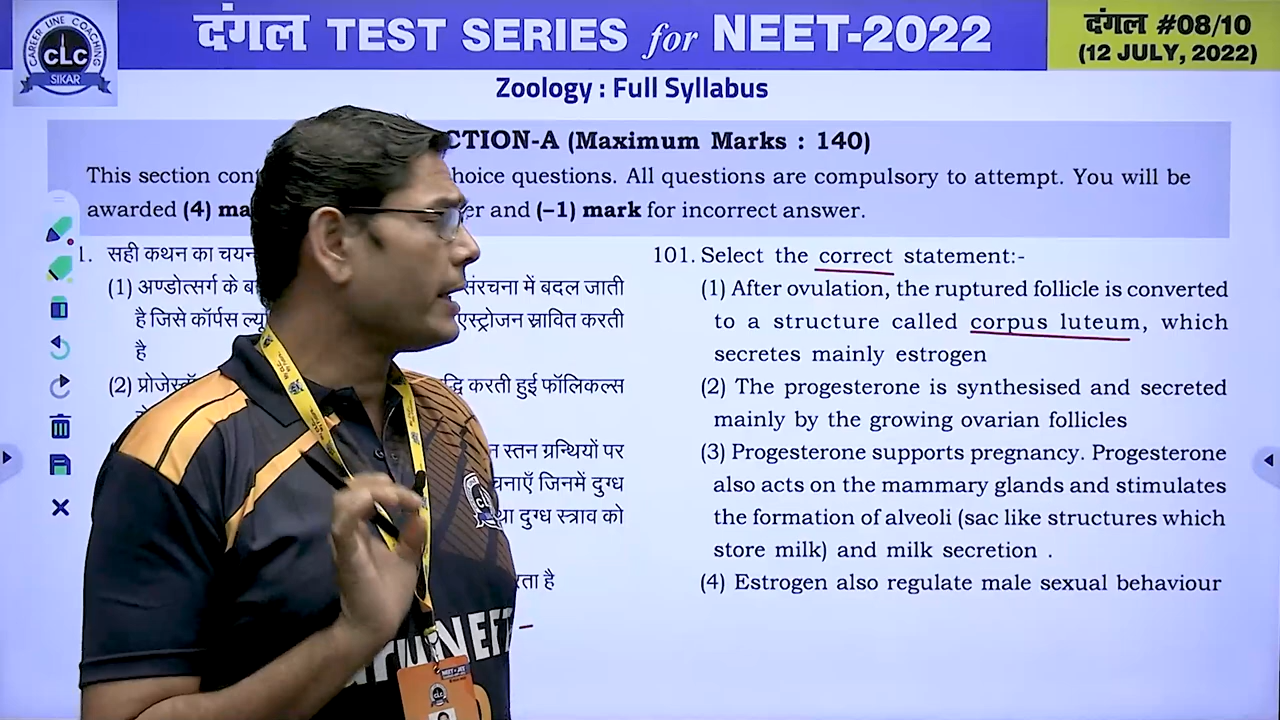 CAREER LINE COACHING
CLC
SIKAR
दंगल TEST SERIES for NEET-2022
दंगल #08/10
(12 JULY, 2022)
Zoology : Full Syllabus
CTION-A (Maximum Marks : 140)
This section hoice questions. All questions are compulsory to attempt. You will be
awarded (4) and (–1) mark for incorrect answer.
1. सही कथन का
(1) अण्डोत्सर्ग के संरचना में बदल जाती
है जिसे कॉर्पस एस्ट्रोजन स्रावित करती
है
(2) करती हुई फॉलिकल्स
स्तन ग्रन्थियों पर
जिनमें दुग्ध
दुग्ध स्त्राव को
है
101. Select the correct statement:-
(1) After ovulation, the ruptured follicle is converted
to a structure called corpus luteum, which
secretes mainly estrogen
(2) The progesterone is synthesised and secreted
mainly by the growing ovarian follicles
(3) Progesterone supports pregnancy. Progesterone
also acts on the mammary glands and stimulates
the formation of alveoli (sac like structures which
store milk) and milk secretion .
(4) Estrogen also regulate male sexual behaviour
CLC